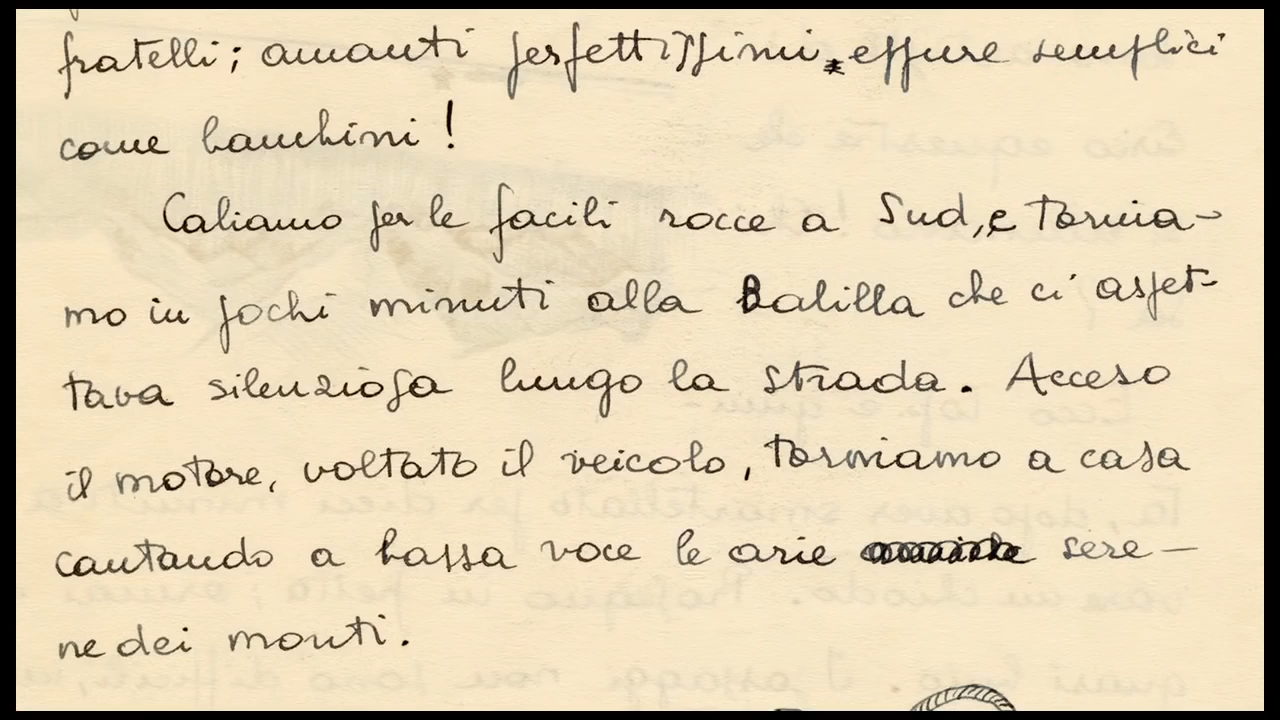 fratelli; amanti perfettissimi, eppure semplici
come bambini!
Caliamo per le facili rocce a Sud, e tornia-
mo in pochi minuti alla Balilla che ci aspet-
tava silenziosa lungo la strada. Acceso
il motore, voltato il veicolo, torniamo a casa
cantando a bassa voce le arie sere-
ne dei monti.